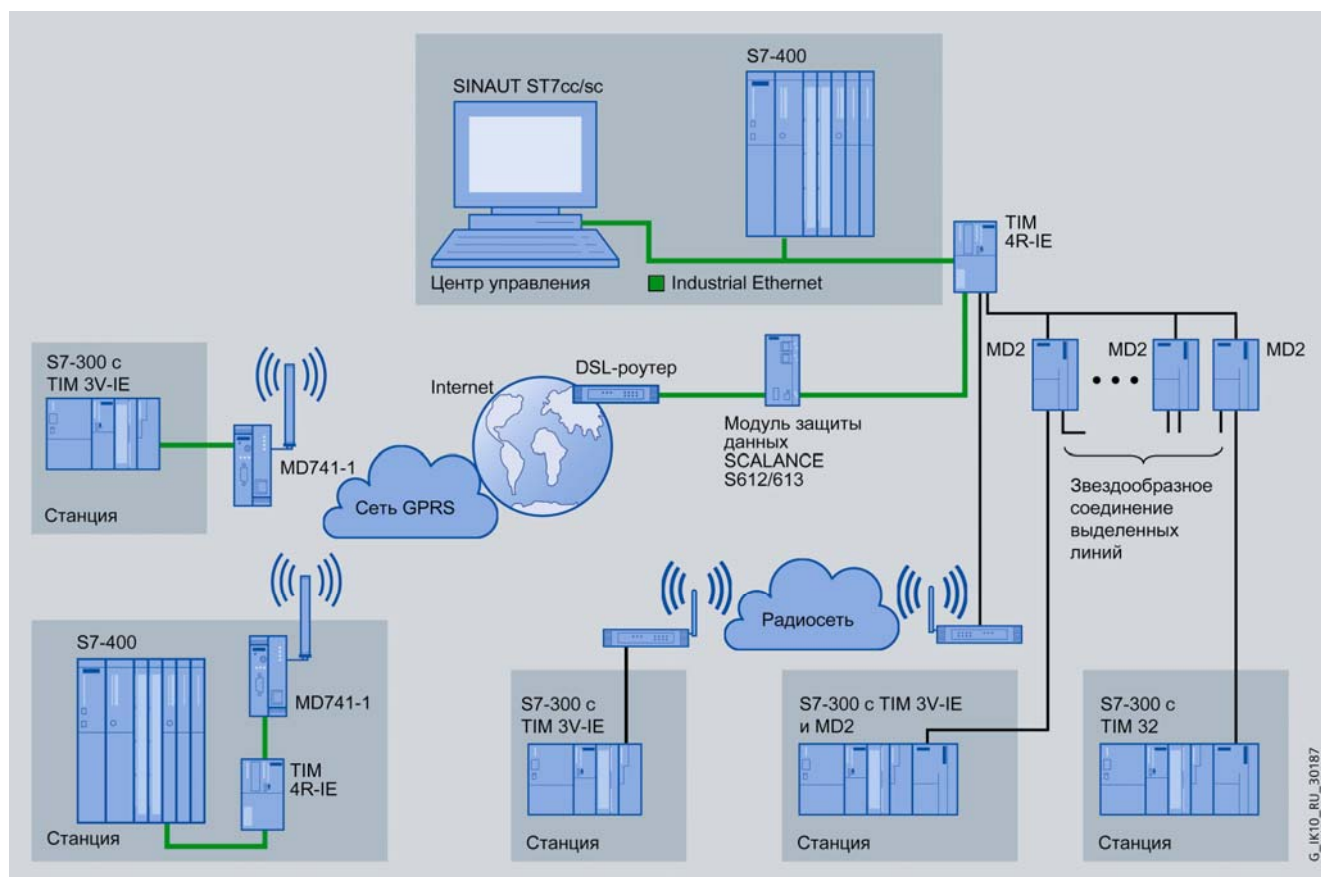 S7-400
SINAUT ST7cc/sc
TIM
4R-IE
Центр управления
Industrial Ethernet
MD2
MD2
MD2
S7-300 с
TIM 3V-IE
MD741-1
Станция
Internet
DSL-роутер
Сеть GPRS
Модуль защиты
данных
SCALANCE
S612/613
Звездообразное
соединение
выделенных
линий
S7-400
MD741-1
TIM
4R-IE
Станция
Радиосеть
S7-300 с
TIM 3V-IE
Станция
S7-300 с TIM 3V-IE
и MD2
Станция
S7-300 с
TIM 32
Станция
G_IK10_RU_30187